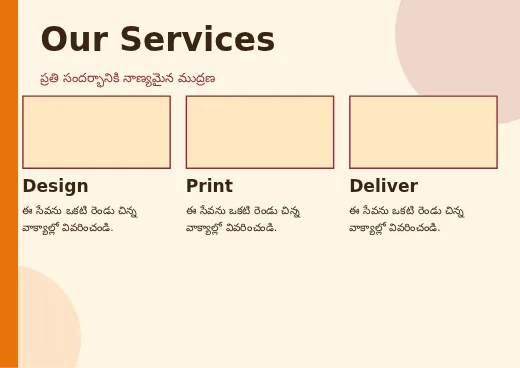 Our Services
ప్రతి సందర్భానికి నాణ్యమైన ముద్రణ
Design
ఈ సేవను ఒకటి రెండు చిన్న
వాక్యాల్లో వివరించండి.
Print
ఈ సేవను ఒకటి రెండు చిన్న
వాక్యాల్లో వివరించండి.
Deliver
ఈ సేవను ఒకటి రెండు చిన్న
వాక్యాల్లో వివరించండి.